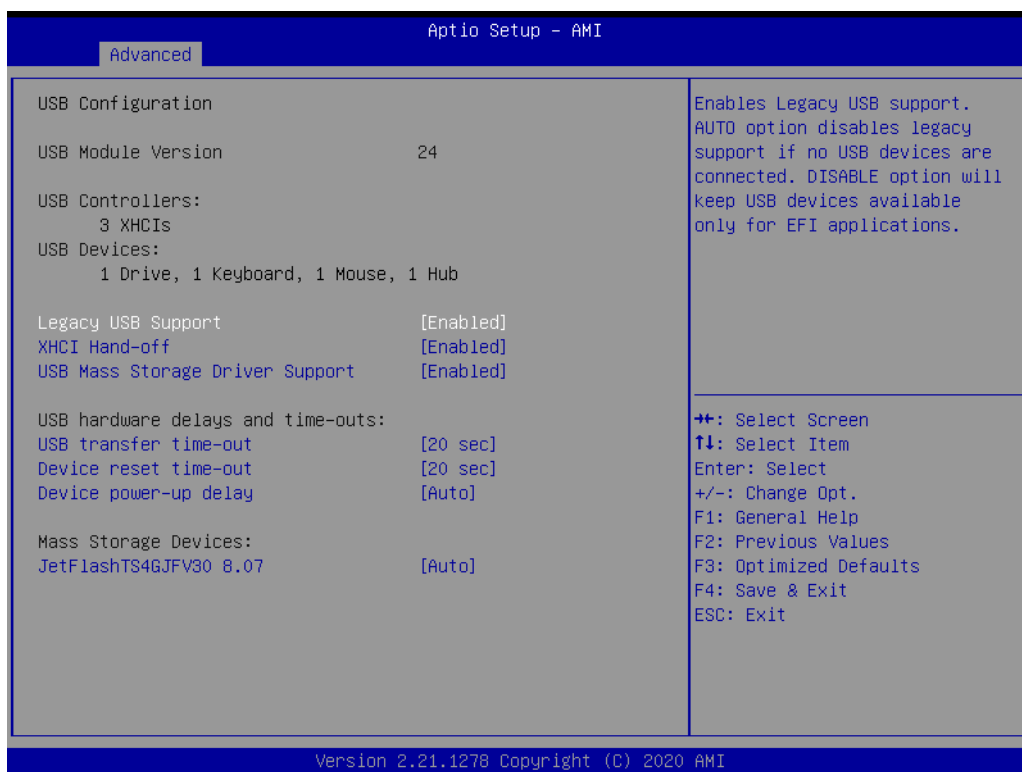 Aptio Setup - AMI
Advanced
USB Configuration
USB Module Version 24
USB Controllers:
3 XHCIs
USB Devices:
1 Drive, 1 Keyboard, 1 Mouse, 1 Hub
Legacy USB Support [Enabled]
XHCI Hand-off [Enabled]
USB Mass Storage Driver Support [Enabled]
USB hardware delays and time-outs:
USB transfer time-out [20 sec]
Device reset time-out [20 sec]
Device power-up delay [Auto]
Mass Storage Devices:
JetFlashTS4GJFV30 8.07 [Auto]
Enables Legacy USB support.
AUTO option disables legacy
support if no USB devices are
connected. DISABLE option will
keep USB devices available
only for EFI applications.
→←: Select Screen
↑↓: Select Item
Enter: Select
+/-: Change Opt.
F1: General Help
F2: Previous Values
F3: Optimized Defaults
F4: Save & Exit
ESC: Exit
Version 2.21.1278 Copyright (C) 2020 AMI